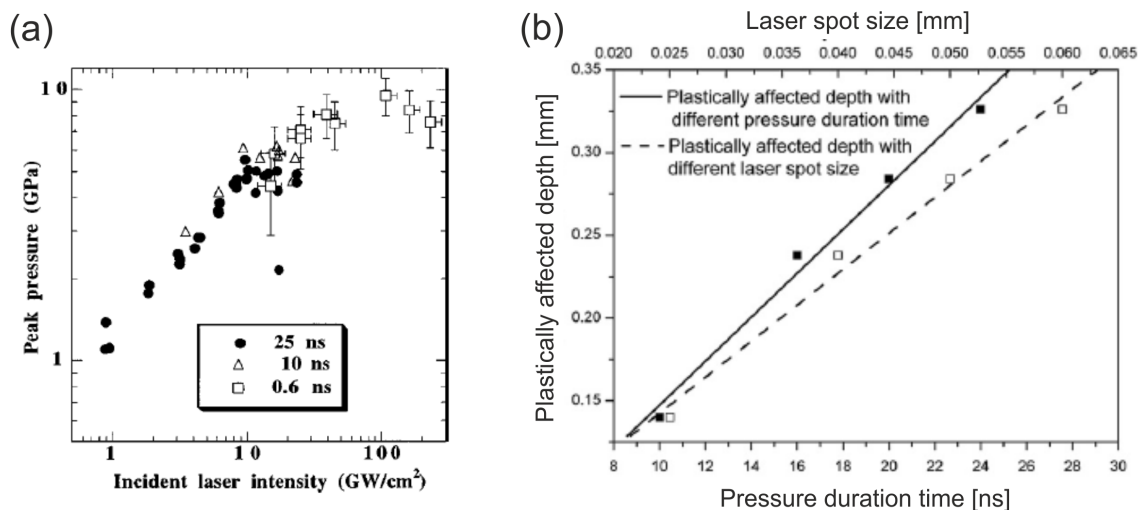 (a)
10
1
Peak pressure (GPa)
25 ns
10 ns
0.6 ns
1 10 100
Incident laser intensity (GW/cm²)
(b)
Laser spot size [mm]
0.020 0.025 0.030 0.035 0.040 0.045 0.050 0.055 0.060 0.065
0.35
0.30
0.25
0.20
0.15
Plastically affected depth [mm]
Plastically affected depth with
different pressure duration time
Plastically affected depth with
different laser spot size
8 10 12 14 16 18 20 22 24 26 28 30
Pressure duration time [ns]